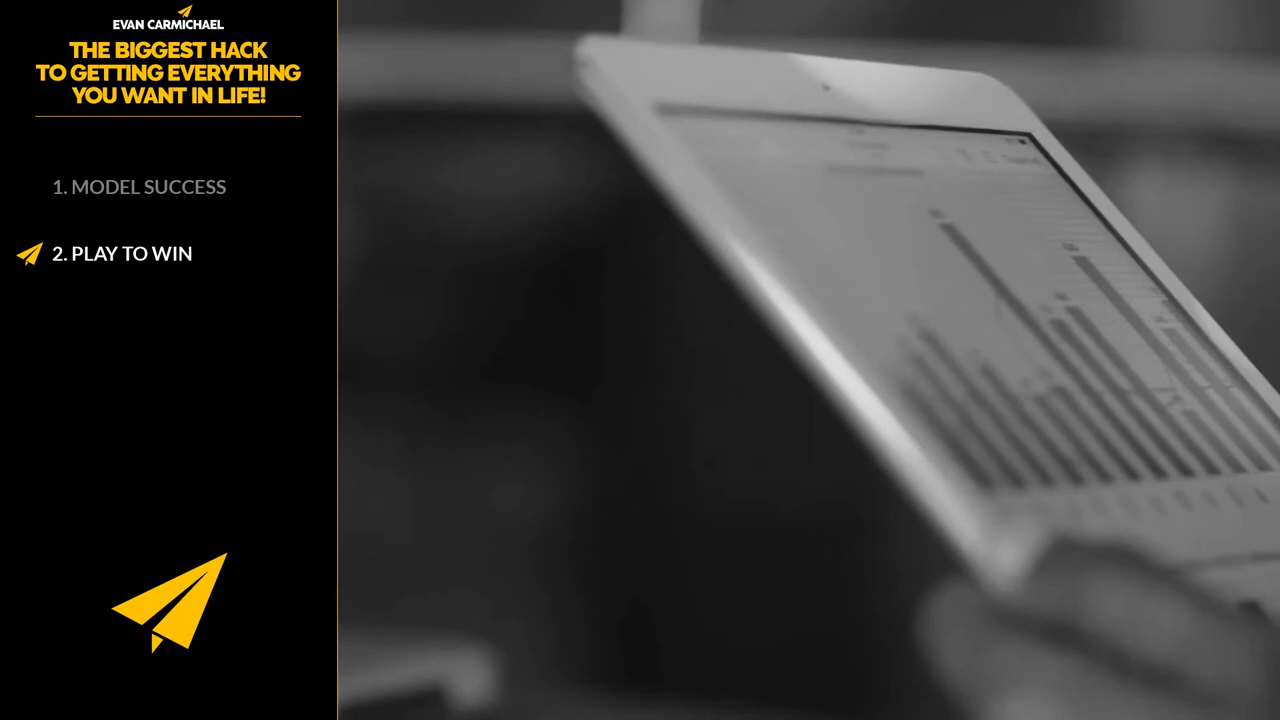 EVAN CARMICHAEL
THE BIGGEST HACK
TO GETTING EVERYTHING
YOU WANT IN LIFE!
1. MODEL SUCCESS
2. PLAY TO WIN